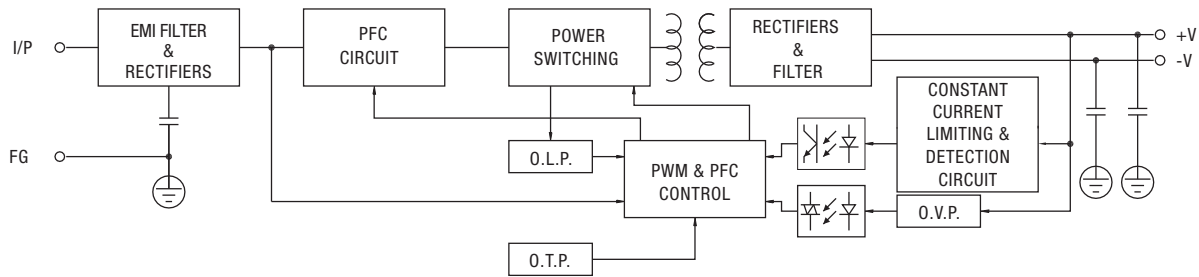 I/P
EMI FILTER
&
RECTIFIERS
PFC
CIRCUIT
POWER
SWITCHING
RECTIFIERS
&
FILTER
+V
-V
FG
O.L.P.
PWM & PFC
CONTROL
CONSTANT
CURRENT
LIMITING &
DETECTION
CIRCUIT
O.V.P.
O.T.P.